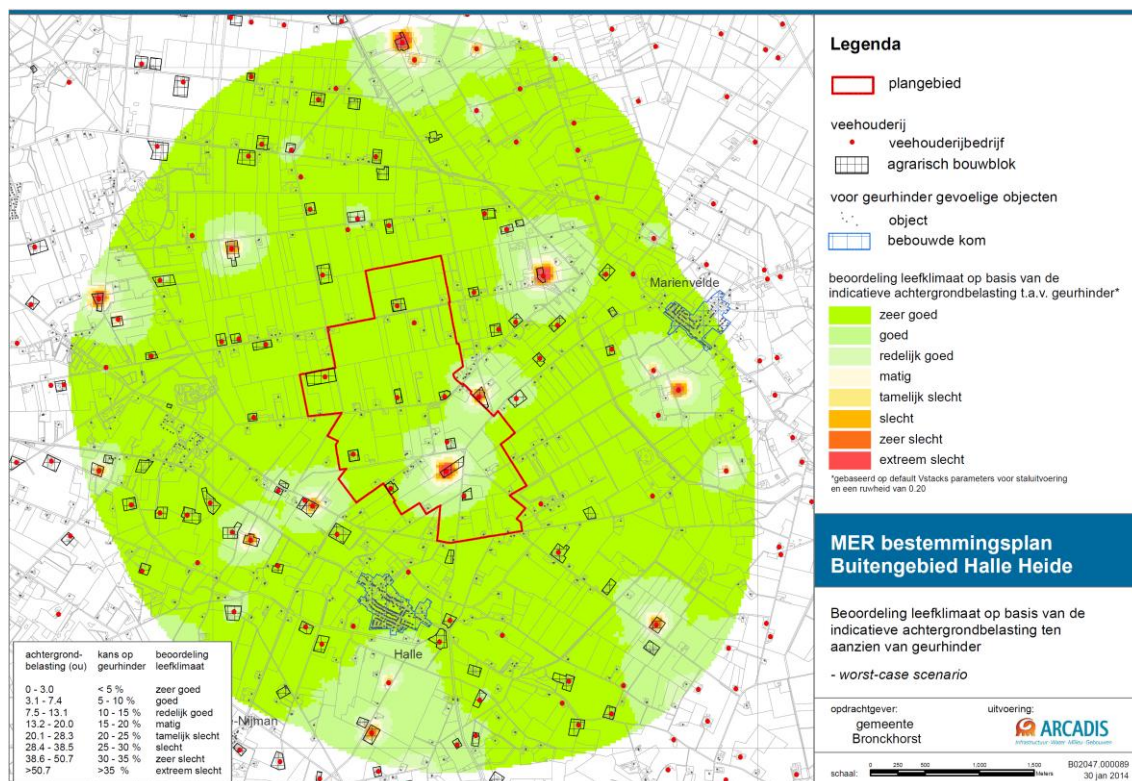 Marienvelde
Halle
-Nijman
achtergrond- kans op beoordeling
belasting (ou) geurhinder leefklimaat
0 - 3.0 < 5 % zeer goed
3.1 - 7.4 5 - 10 % goed
7.5 - 13.1 10 - 15 % redelijk goed
13.2 - 20.0 15 - 20 % matig
20.1 - 28.3 20 - 25 % tamelijk slecht
28.4 - 38.5 25 - 30 % slecht
38.6 - 50.7 30 - 35 % zeer slecht
>50.7 >35 % extreem slecht
Legenda
plangebied
veehouderij
veehouderijbedrijf
agrarisch bouwblok
voor geurhinder gevoelige objecten
object
bebouwde kom
beoordeling leefklimaat op basis van de
indicatieve achtergrondbelasting t.a.v. geurhinder*
zeer goed
goed
redelijk goed
matig
tamelijk slecht
slecht
zeer slecht
extreem slecht
*gebaseerd op default Vstacks parameters voor staluitvoering
en een ruwheid van 0.20
MER bestemmingsplan
Buitengebied Halle Heide
Beoordeling leefklimaat op basis van de
indicatieve achtergrondbelasting ten
aanzien van geurhinder
- worst-case scenario
opdrachtgever: uitvoering:
gemeente
Bronckhorst
ARCADIS
Infrastructuur Water Milieu Gebouwen
schaal: 0 250 500 1.000 1.500
Meters
B02047.000089
30 jan 2014